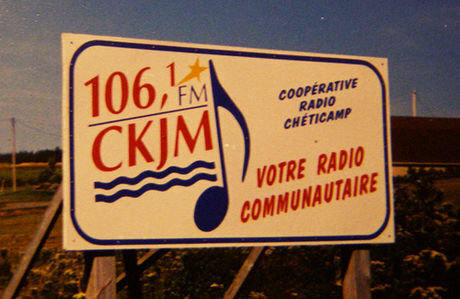 106,1 FM
CKJM
COOPÉRATIVE
RADIO
CHÉTICAMP
VOTRE RADIO
COMMUNAUTAIRE